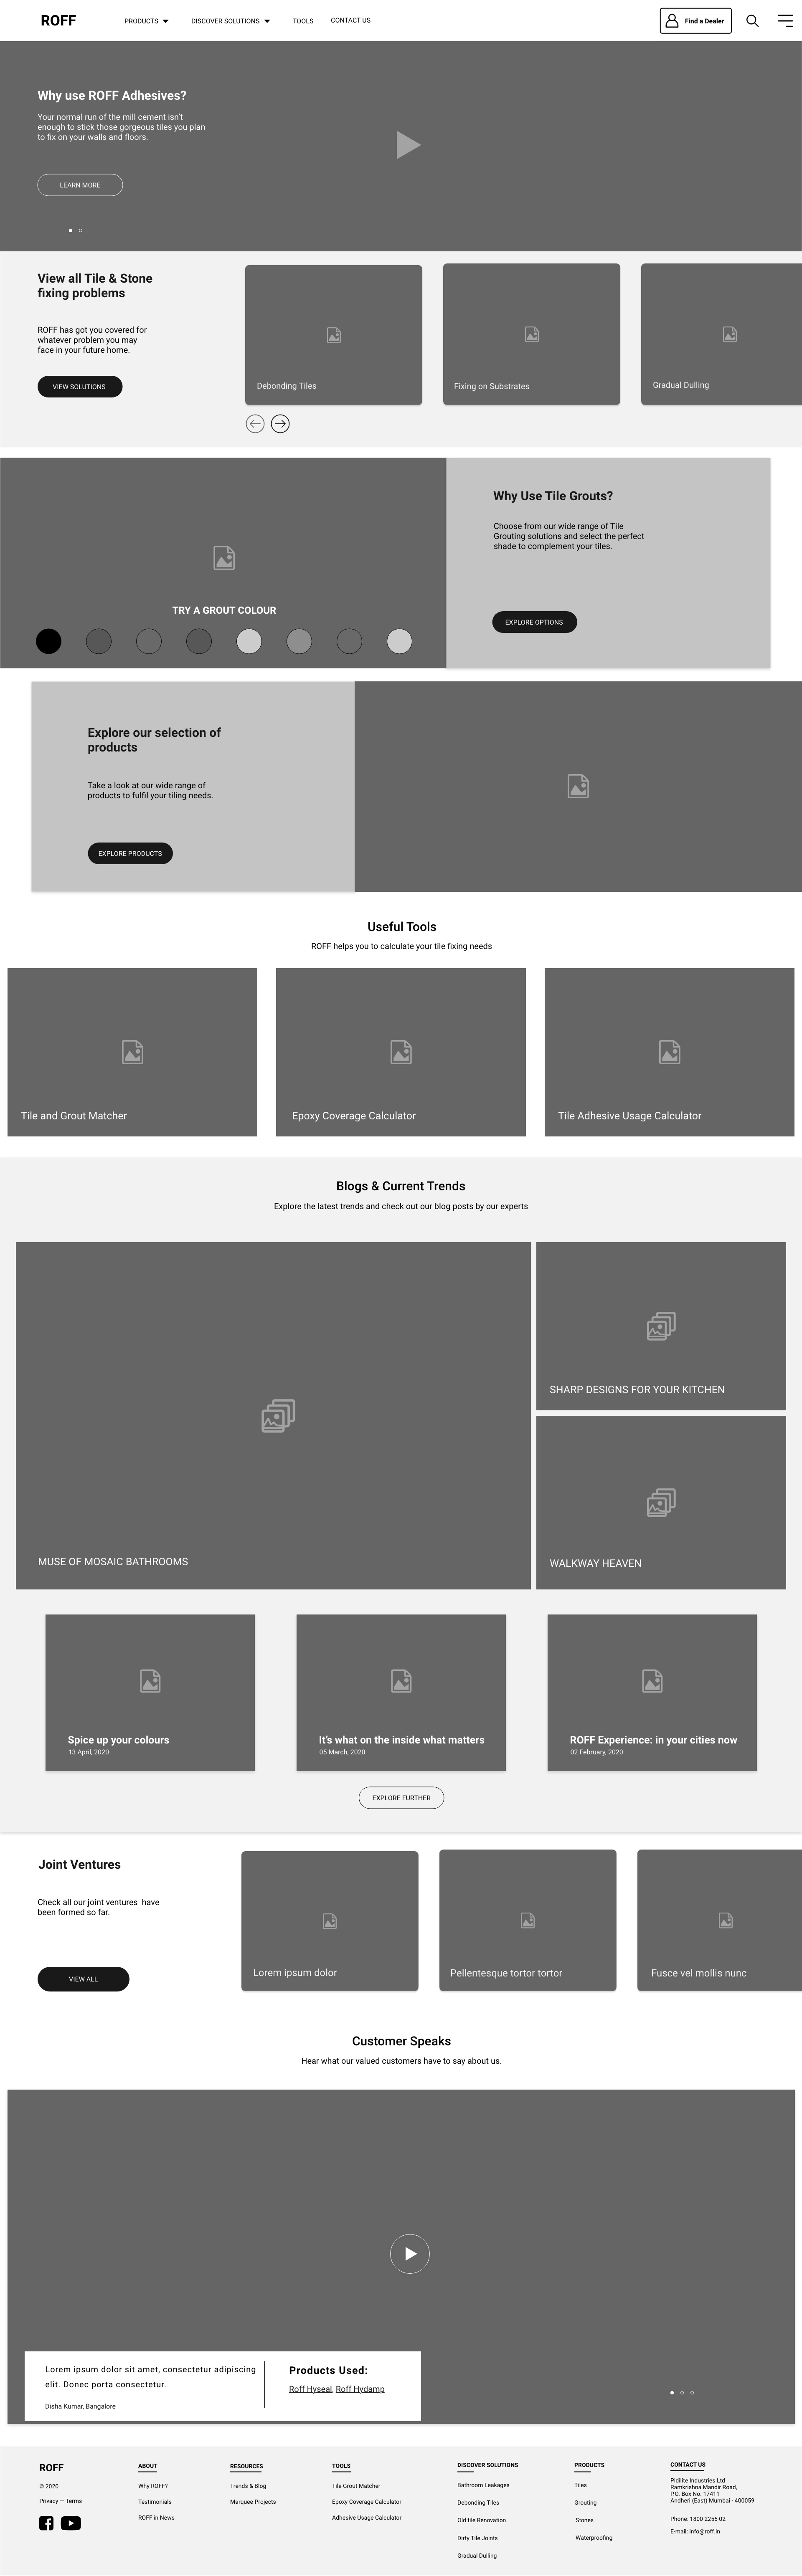 ROFF
PRODUCTS
DISCOVER SOLUTIONS
TOOLS
CONTACT US
Find a Dealer
Why use ROFF Adhesives?
Your normal run of the mill cement isn't
enough to stick those gorgeous tiles you plan
to fix on your walls and floors.
LEARN MORE
View all Tile & Stone
fixing problems
ROFF has got you covered for
whatever problem you may
face in your future home.
VIEW SOLUTIONS
Debonding Tiles
Fixing on Substrates
Gradual Dulling
TRY A GROUT COLOUR
Why Use Tile Grouts?
Choose from our wide range of Tile
Grouting solutions and select the perfect
shade to complement your tiles.
EXPLORE OPTIONS
Explore our selection of
products
Take a look at our wide range of
products to fulfil your tiling needs.
EXPLORE PRODUCTS
Useful Tools
ROFF helps you to calculate your tile fixing needs
Tile and Grout Matcher
Epoxy Coverage Calculator
Tile Adhesive Usage Calculator
Blogs & Current Trends
Explore the latest trends and check out our blog posts by our experts
MUSE OF MOSAIC BATHROOMS
SHARP DESIGNS FOR YOUR KITCHEN
WALKWAY HEAVEN
Spice up your colours
13 April, 2020
It's what on the inside what matters
05 March, 2020
ROFF Experience: in your cities now
02 February, 2020
EXPLORE FURTHER
Joint Ventures
Check all our joint ventures  have
been formed so far.
VIEW ALL
Lorem ipsum dolor
Pellentesque tortor tortor
Fusce vel mollis nunc
Customer Speaks
Hear what our valued customers have to say about us.
Lorem ipsum dolor sit amet, consectetur adipiscing
elit. Donec porta consectetur.
Disha Kumar, Bangalore
Products Used:
Roff Hyseal, Roff Hydamp
ROFF
© 2020
Privacy — Terms
ABOUT
Why ROFF?
Testimonials
ROFF in News
RESOURCES
Trends & Blog
Marquee Projects
TOOLS
Tile Grout Matcher
Epoxy Coverage Calculator
Adhesive Usage Calculator
DISCOVER SOLUTIONS
Bathroom Leakages
Debonding Tiles
Old tile Renovation
Dirty Tile Joints
Gradual Dulling
PRODUCTS
Tiles
Grouting
Stones
Waterproofing
CONTACT US
Pidilite Industries Ltd
Ramkrishna Mandir Road,
P.O. Box No. 17411
Andheri (East) Mumbai - 400059
Phone: 1800 2255 02
E-mail: info@roff.in